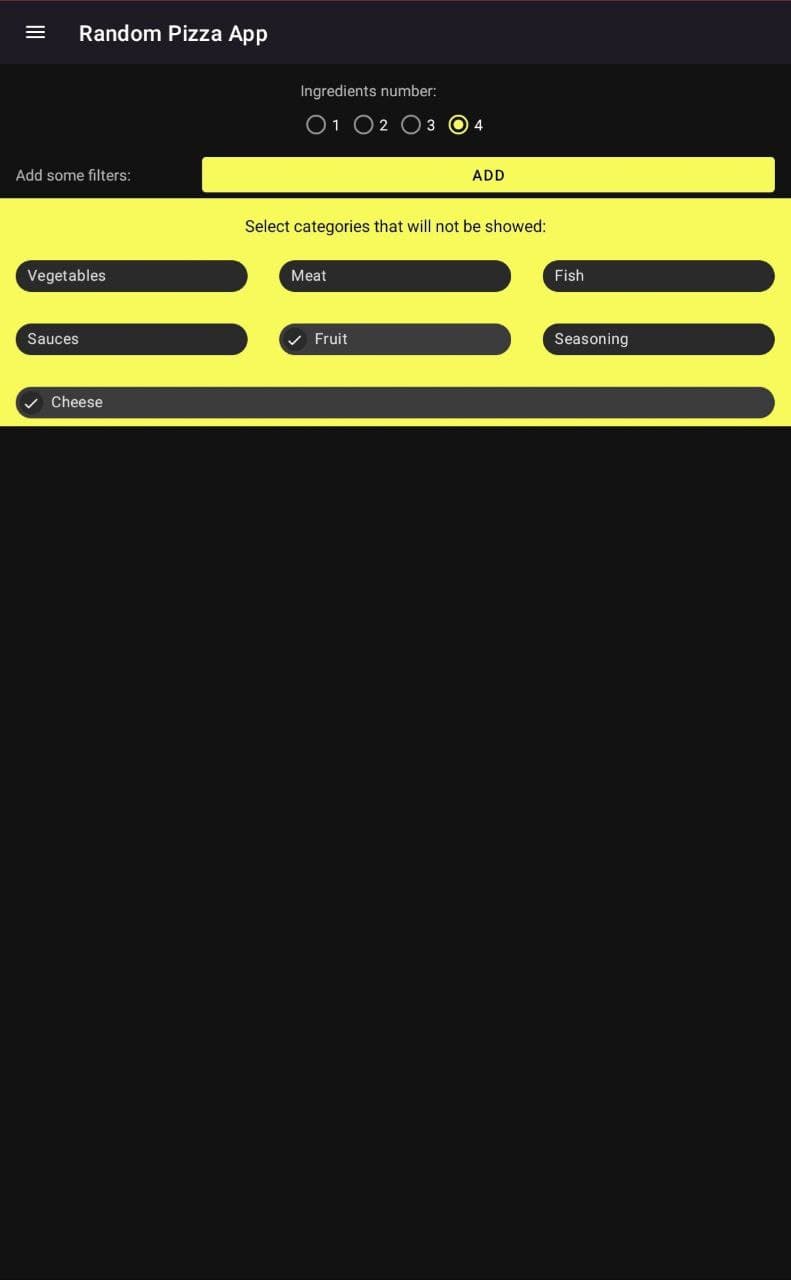 Random Pizza App
Ingredients number:
1 2 3 4
Add some filters: ADD
Select categories that will not be showed:
Vegetables Meat Fish
Sauces Fruit Seasoning
Cheese